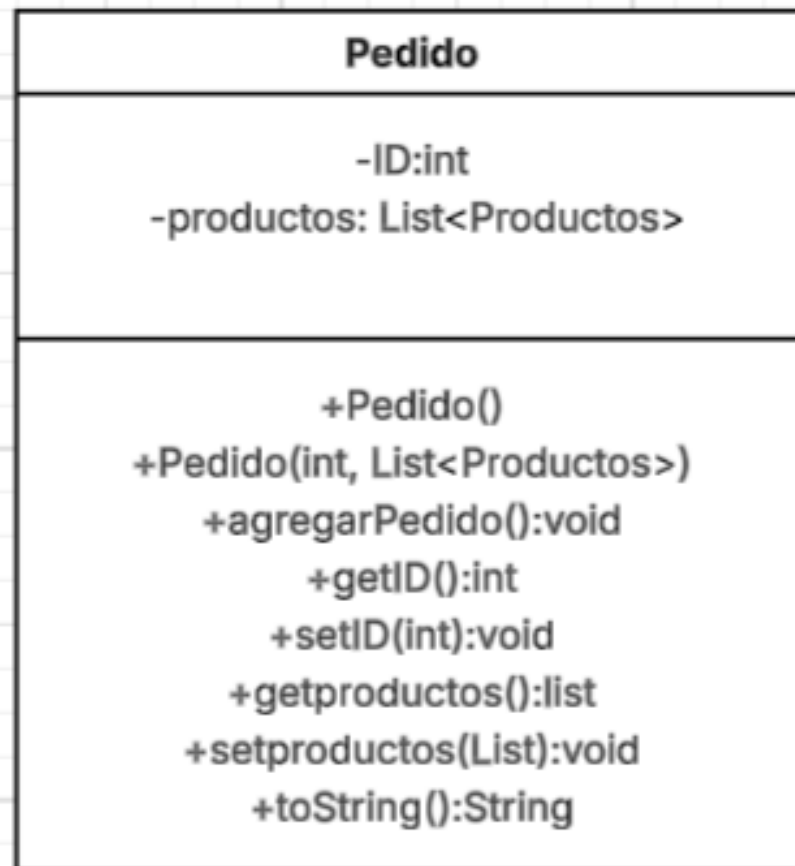 Pedido
-ID:int
-productos: List<Productos>
+Pedido()
+Pedido(int, List<Productos>)
+agregarPedido():void
+getID():int
+setID(int):void
+getproductos():list
+setproductos(List):void
+toString():String